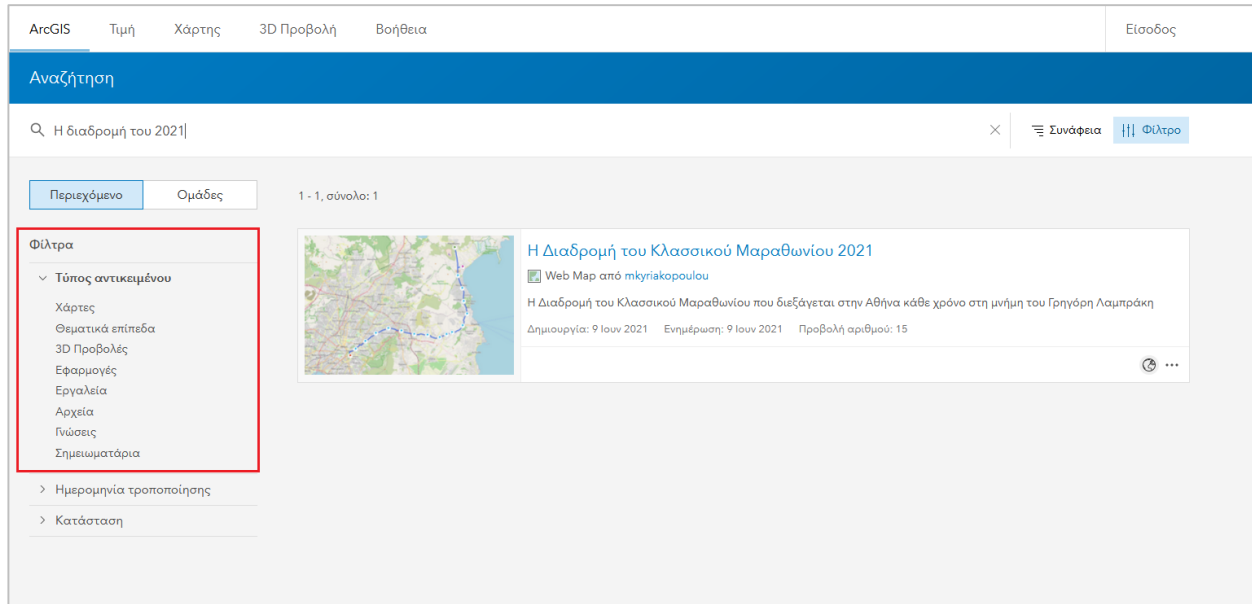 ArcGIS Τιμή Χάρτης 3D Προβολή Βοήθεια Είσοδος
Αναζήτηση
Η διαδρομή του 2021 Συνάφεια Φίλτρο
Περιεχόμενο Ομάδες
1 - 1, σύνολο: 1
Φίλτρα
Τύπος αντικειμένου
Χάρτες
Θεματικά επίπεδα
3D Προβολές
Εφαρμογές
Εργαλεία
Αρχεία
Γνώσεις
Σημειωματάρια
Ημερομηνία τροποποίησης
Κατάσταση
Η Διαδρομή του Κλασσικού Μαραθωνίου 2021
Web Map από mkyriakopoulou
Η Διαδρομή του Κλασσικού Μαραθωνίου που διεξάγεται στην Αθήνα κάθε χρόνο στη μνήμη του Γρηγόρη Λαμπράκη
Δημιουργία: 9 Ιουν 2021 Ενημέρωση: 9 Ιουν 2021 Προβολή αριθμού: 15